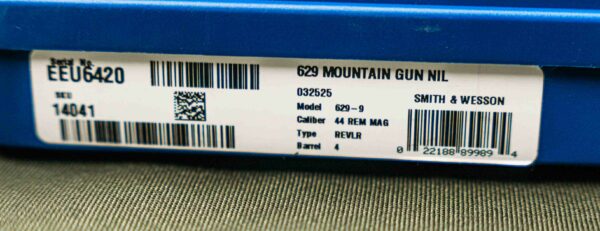 Serial No.
EEU6420
SKU
14041
629 MOUNTAIN GUN NIL
032525
Model 629-9
Caliber 44 REM MAG
Type REVLR
Barrel 4
SMITH & WESSON
0 22188 89989 4